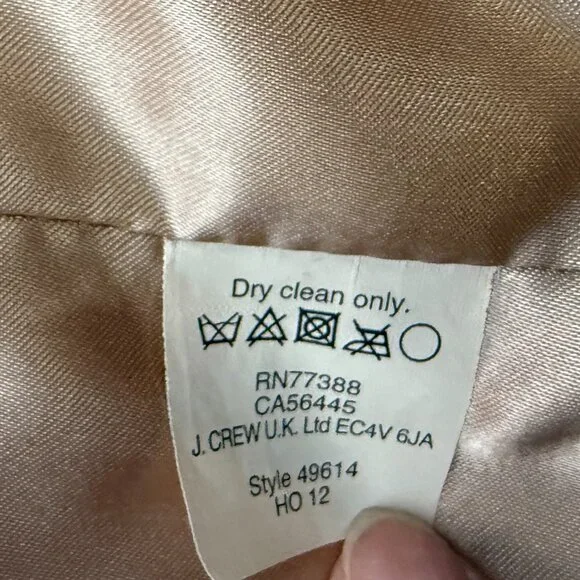 Dry clean only.
RN77388
CA56445
J. CREW U.K. Ltd EC4V 6JA
Style 49614
HO 12